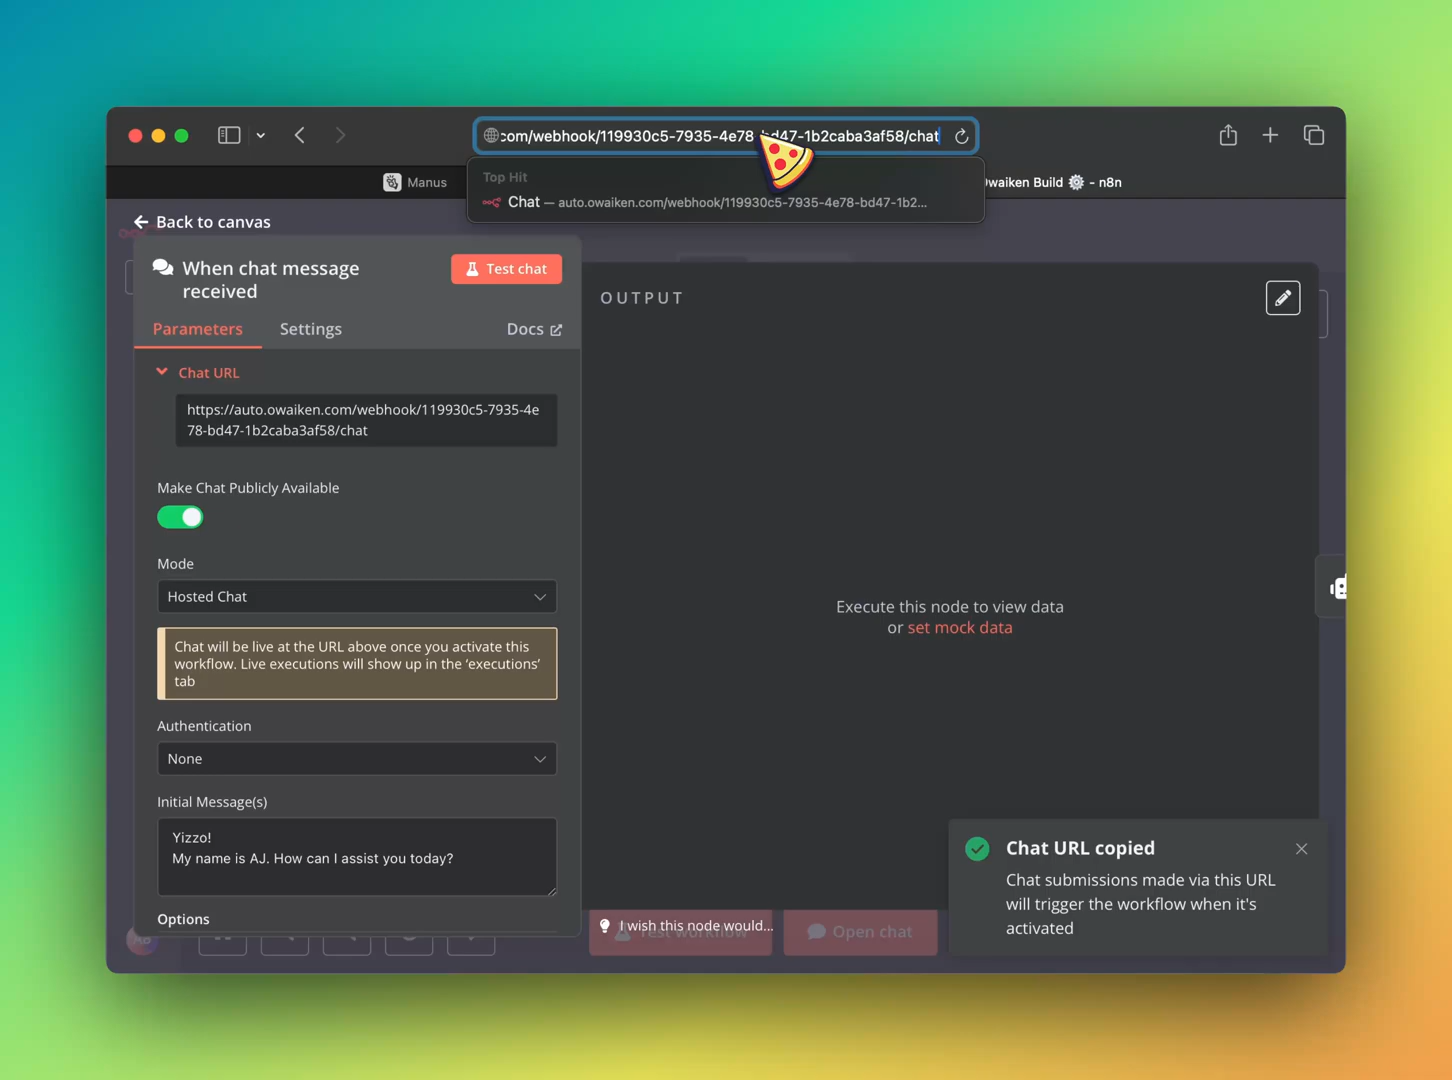 com/webhook/119930c5-7935-4e78-bd47-1b2caba3af58/chat
Top Hit
Chat — auto.owaiken.com/webhook/119930c5-7935-4e78-bd47-1b2...
Manus
Owaiken Build ⚙️ - n8n
Back to canvas
When chat message
received
Test chat
Parameters
Settings
Docs
OUTPUT
Chat URL
https://auto.owaiken.com/webhook/119930c5-7935-4e
78-bd47-1b2caba3af58/chat
Make Chat Publicly Available
Mode
Hosted Chat
Chat will be live at the URL above once you activate this
workflow. Live executions will show up in the ‘executions’
tab
Execute this node to view data
or set mock data
Authentication
None
Initial Message(s)
Yizzo!
My name is AJ. How can I assist you today?
Options
I wish this node would...
Test workflow
Open chat
Chat URL copied
Chat submissions made via this URL
will trigger the workflow when it's
activated